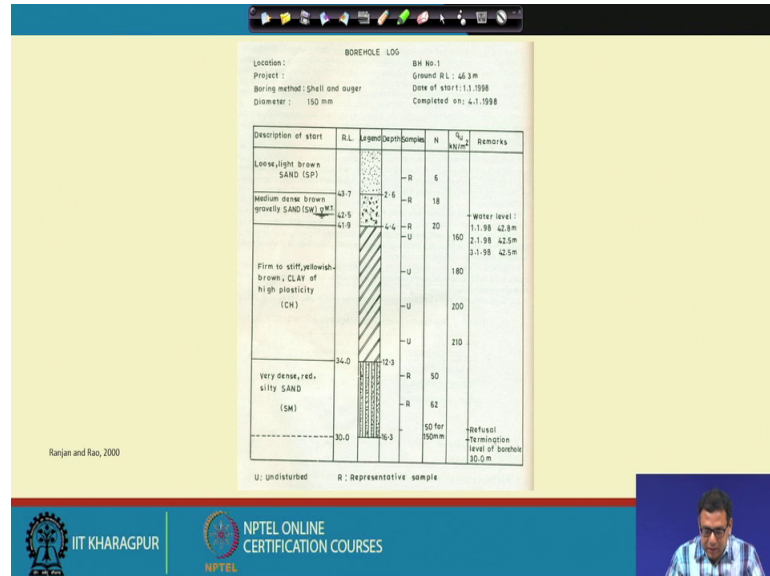 BOREHOLE LOG
Location :
BH No.1
Project :
Ground RL : 46.3m
Boring method : Shell and auger
Date of start: 1.1.1998
Diameter : 150 mm
Completed on: 4.1.1998
Description of start R.L. Legend Depth Samples N qu kN/m2 Remarks
Loose, light brown
SAND (SP)
R 6
43.7 2.6
Medium dense brown
gravelly SAND (SW) W.T.
R 18
42.5
41.9 4.4 R 20
Water level :
1.1.98 42.8m
2.1.98 42.5m
3.1.98 42.5m
U 160
Firm to stiff, yellowish-
brown, CLAY of
high plasticity
(CH)
U 180
U 200
U 210
34.0 12.3
Very dense, red,
silty SAND
(SM)
R 50
R 62
50 for
150mm
30.0 16.3
Refusal
Termination
level of borehole
30.0 m
U: Undisturbed R : Representative sample
Ranjan and Rao, 2000
IIT KHARAGPUR
NPTEL
NPTEL ONLINE
CERTIFICATION COURSES